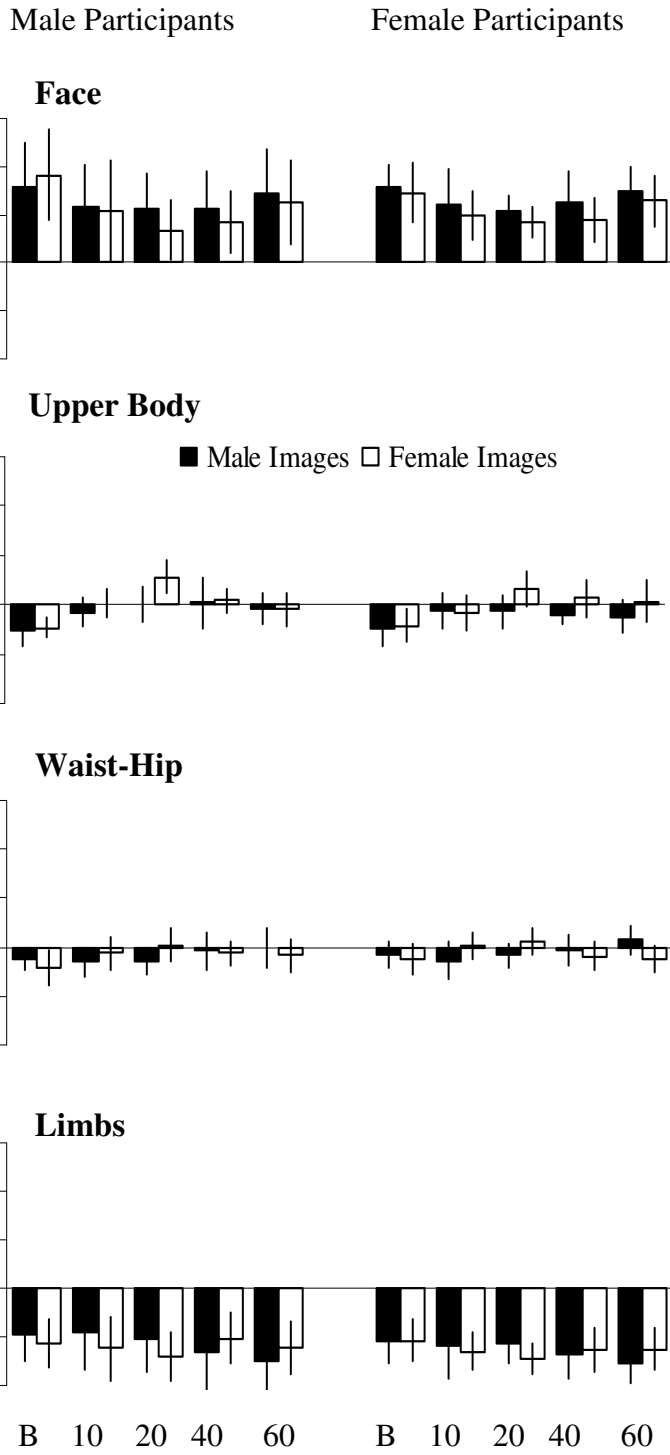 Male Participants Female Participants
Face
Upper Body
Male Images Female Images
Waist-Hip
Limbs
B 10 20 40 60 B 10 20 40 60